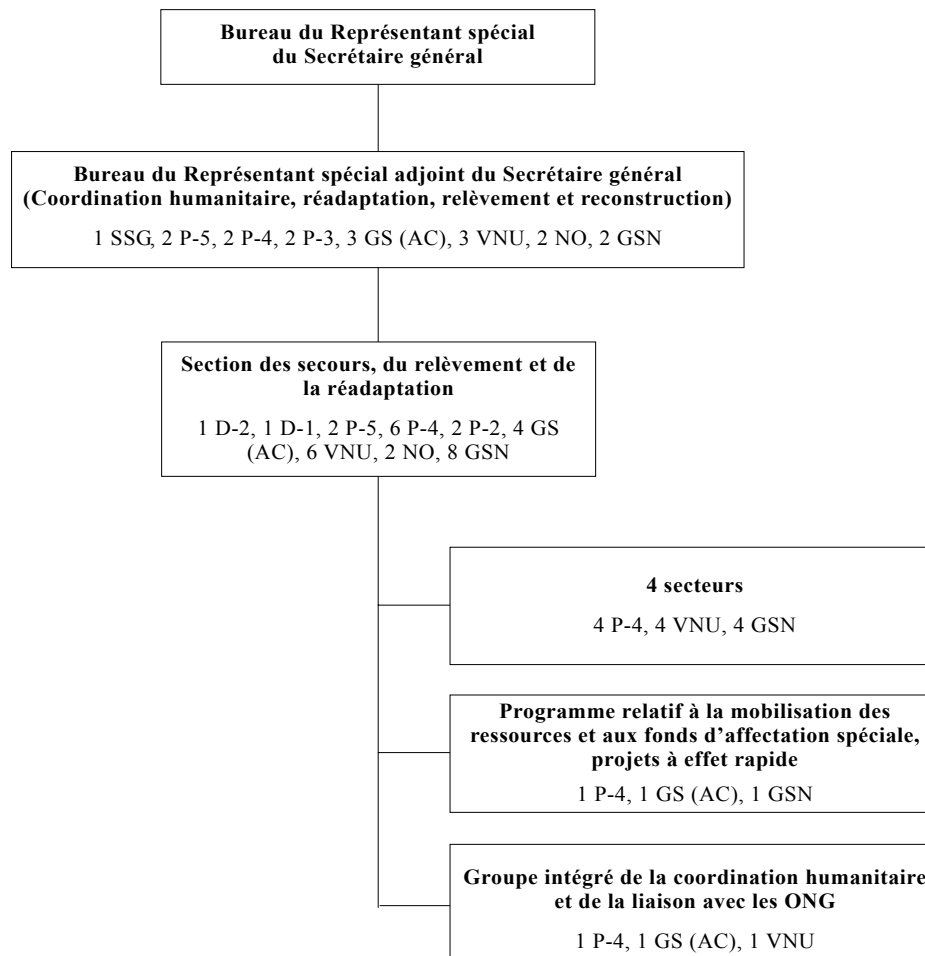 Bureau du Représentant spécial
du Secrétaire général
Bureau du Représentant spécial adjoint du Secrétaire général
(Coordination humanitaire, réadaptation, relèvement et reconstruction)
1 SSG, 2 P-5, 2 P-4, 2 P-3, 3 GS (AC), 3 VNU, 2 NO, 2 GSN
Section des secours, du relèvement et de
la réadaptation
1 D-2, 1 D-1, 2 P-5, 6 P-4, 2 P-2, 4 GS
(AC), 6 VNU, 2 NO, 8 GSN
4 secteurs
4 P-4, 4 VNU, 4 GSN
Programme relatif à la mobilisation des
ressources et aux fonds d’affectation spéciale,
projets à effet rapide
1 P-4, 1 GS (AC), 1 GSN
Groupe intégré de la coordination humanitaire
et de la liaison avec les ONG
1 P-4, 1 GS (AC), 1 VNU